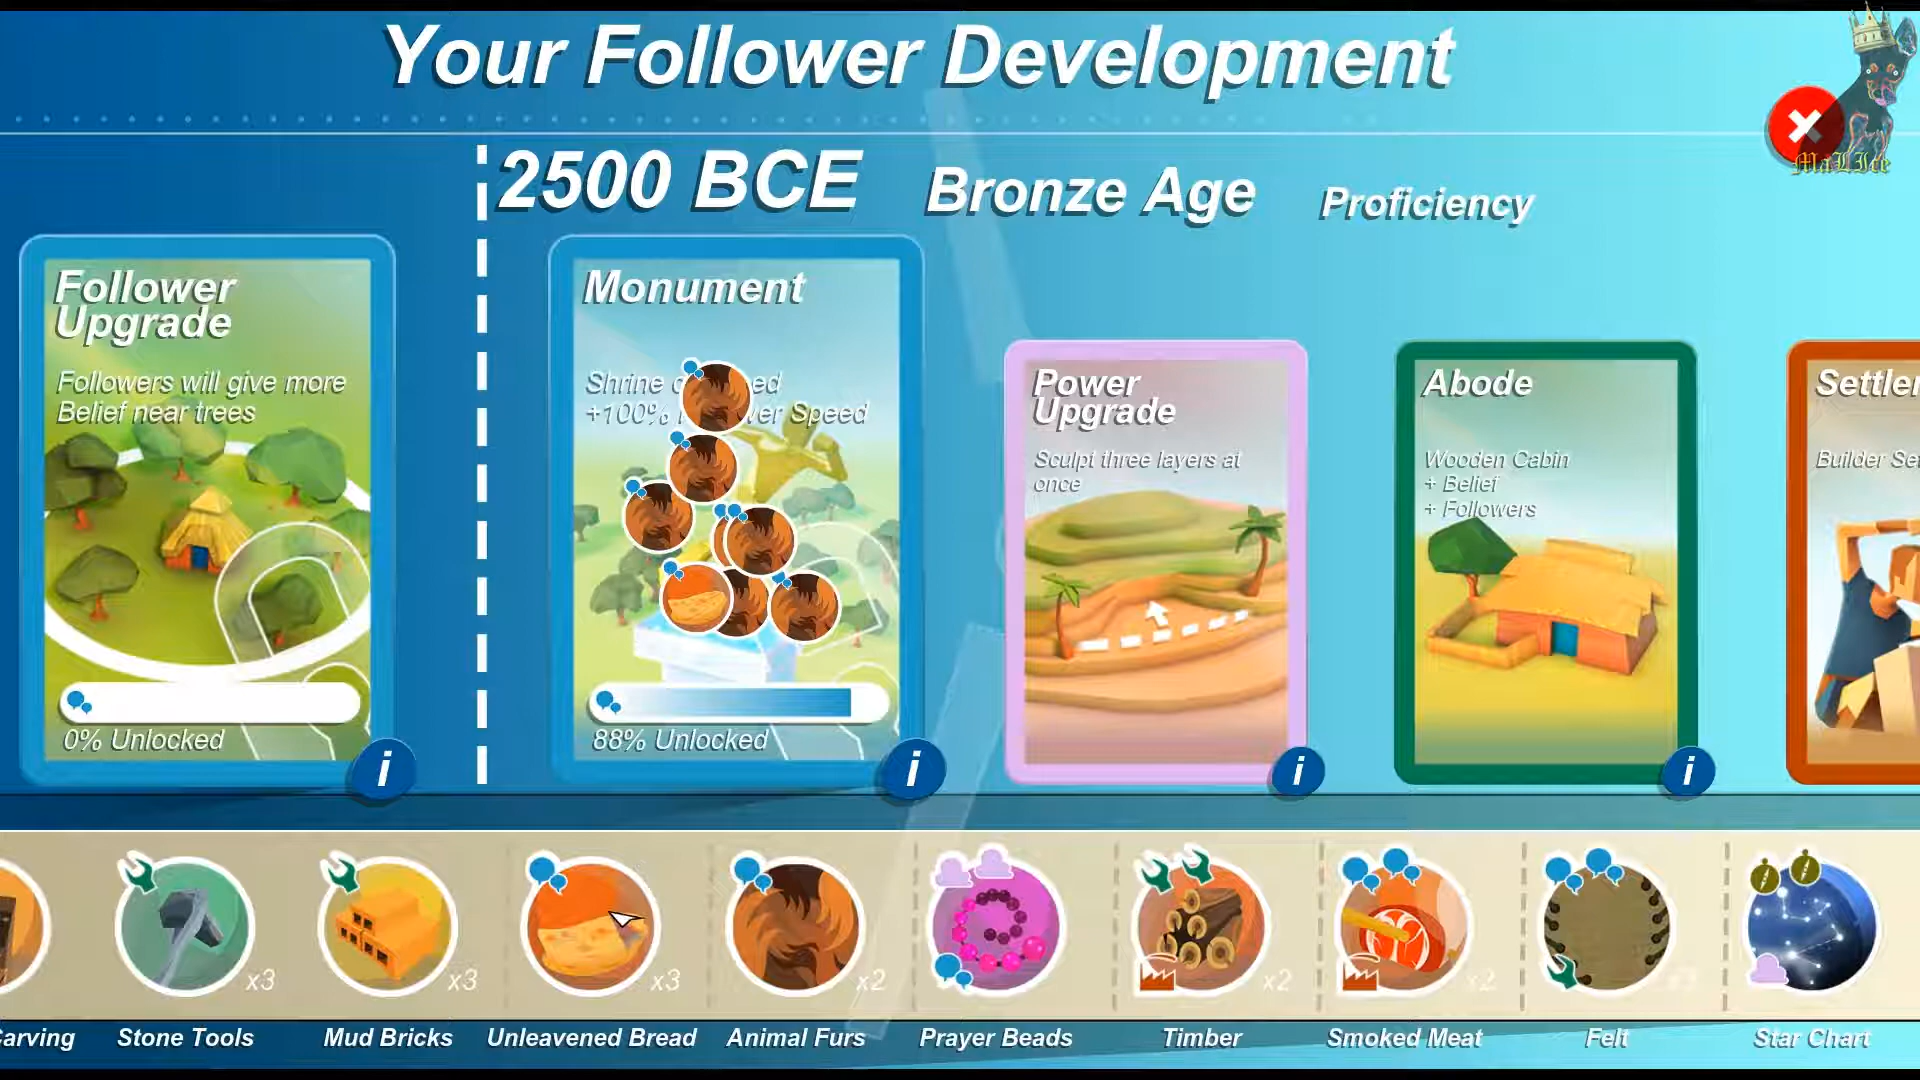 Your Follower Development
MaLIce
2500 BCE Bronze Age Proficiency
Follower
Upgrade
Followers will give more
Belief near trees
0% Unlocked
i
Monument
Shrine
+100% Speed
88% Unlocked
i
Power
Upgrade
Sculpt three layers at
once
i
Abode
Wooden Cabin
+ Belief
+ Followers
i
x3
x3
x3
x2
x2
x2
Stone Tools
Mud Bricks
Unleavened Bread
Animal Furs
Prayer Beads
Timber
Smoked Meat
Felt
Star Chart